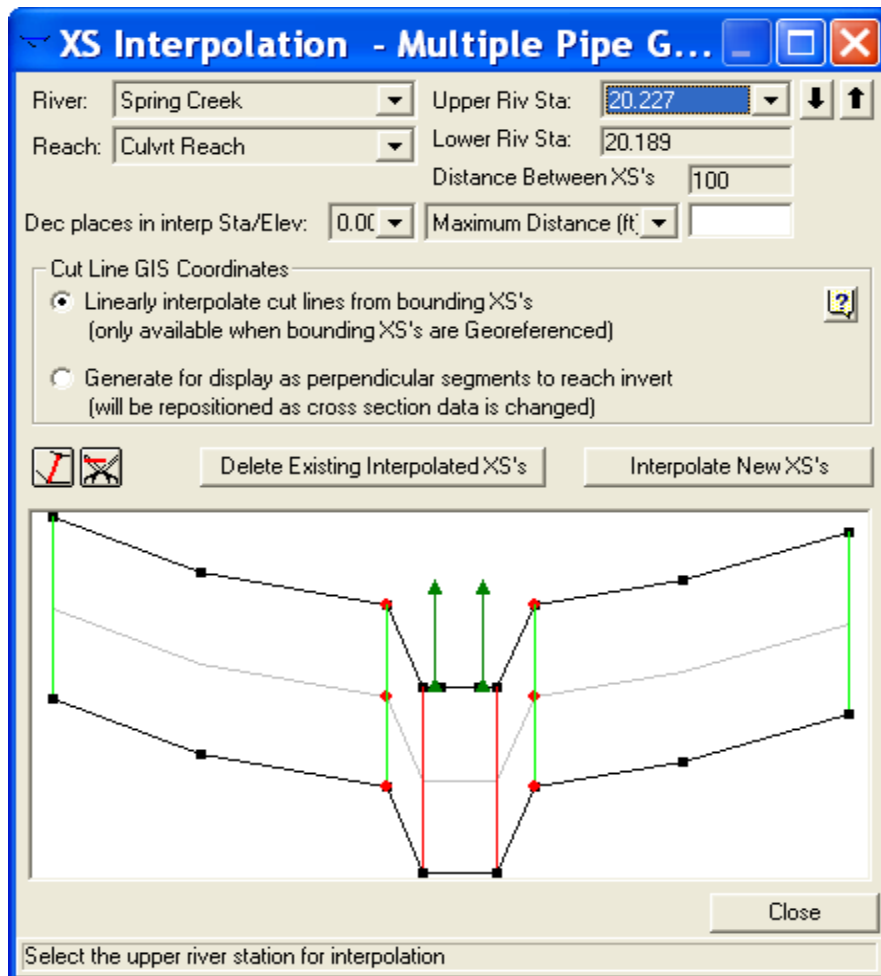 XS Interpolation - Multiple Pipe G...
River: Spring Creek Upper Riv Sta: 20.227
Reach: Culvrt Reach Lower Riv Sta: 20.189
Distance Between XS's 100
Dec places in interp Sta/Elev: 0.00 Maximum Distance (ft)
Cut Line GIS Coordinates
Linearly interpolate cut lines from bounding XS's
(only available when bounding XS's are Georeferenced)
?
Generate for display as perpendicular segments to reach invert
(will be repositioned as cross section data is changed)
Delete Existing Interpolated XS's Interpolate New XS's
Close
Select the upper river station for interpolation